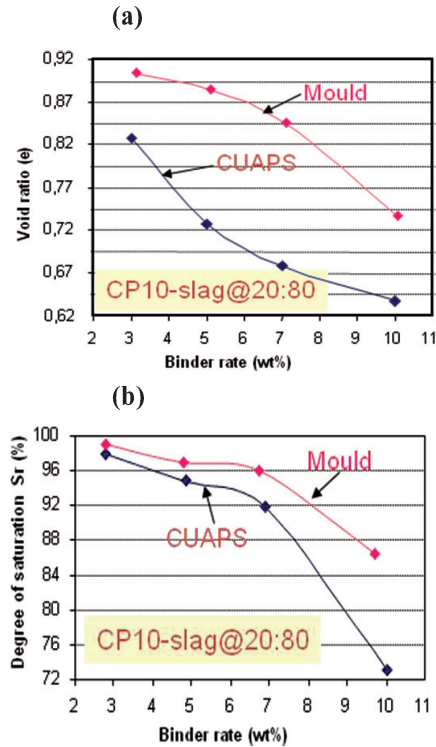 (a)
Void ratio (e)
0,92
0,87
0,82
0,77
0,72
0,67
0,62
Mould
CUAPS
CP10-slag@20:80
2 3 4 5 6 7 8 9 10 11
Binder rate (wt%)
(b)
Degree of saturation Sr (%)
100
96
92
88
84
80
76
72
Mould
CUAPS
CP10-slag@20:80
2 3 4 5 6 7 8 9 10 11
Binder rate (wt%)